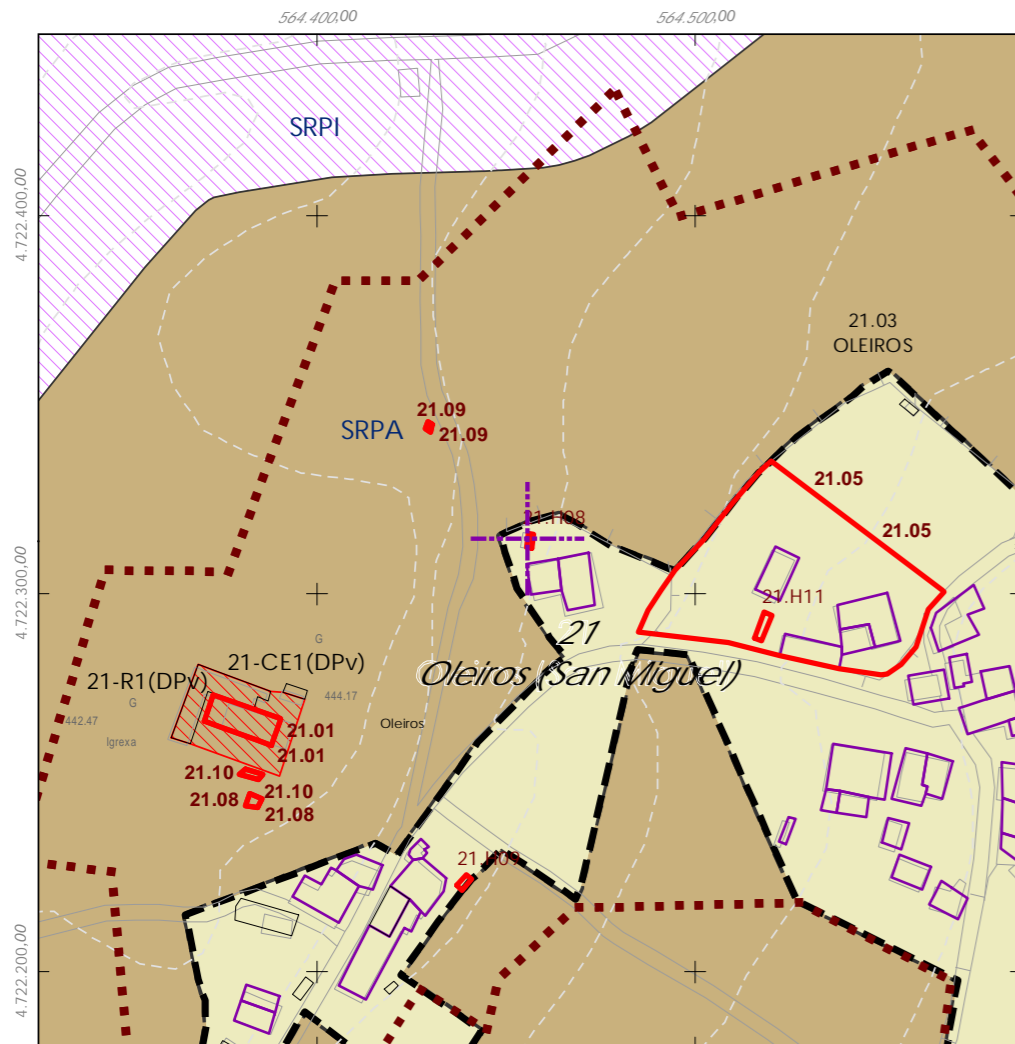 564.400,00
564.500,00
SRPI
4.722.400,00
21.03
OLEIROS
21.09
SRPA
21.09
21.05
21.05
21.H08
4.722.300,00
21.H11
21
Oleiros (San Miguel)
G
21-CE1(DPv)
21-R1(DPv)
444.17
G
442.47
Oleiros
21.01
Igrexa
21.01
21.10
21.10
21.08
21.08
21.H09
4.722.200,00